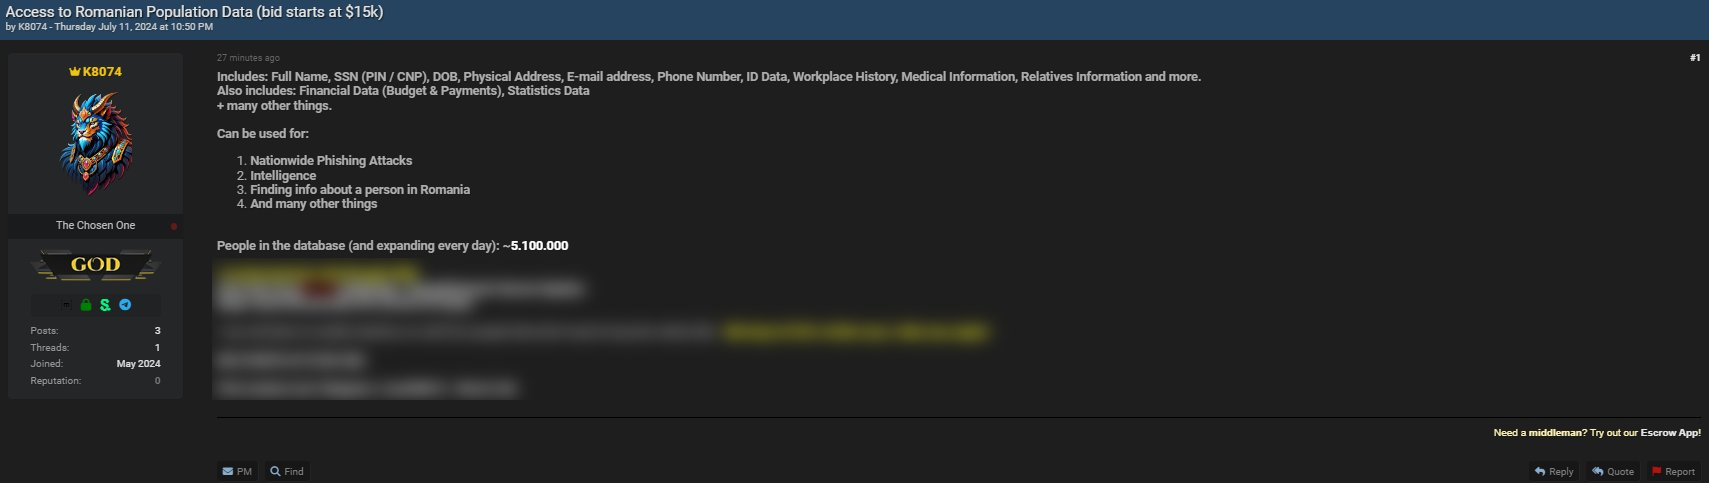 Access to Romanian Population Data (bid starts at $15k)
by K8074 - Thursday July 11, 2024 at 10:50 PM
K8074
The Chosen One
GOD
Posts: 3
Threads: 1
Joined: May 2024
Reputation: 0
27 minutes ago
#1
Includes: Full Name, SSN (PIN / CNP), DOB, Physical Address, E-mail address, Phone Number, ID Data, Workplace History, Medical Information, Relatives Information and more.
Also includes: Financial Data (Budget & Payments), Statistics Data
+ many other things.
Can be used for:
1. Nationwide Phishing Attacks
2. Intelligence
3. Finding info about a person in Romania
4. And many other things
People in the database (and expanding every day): ~5.100.000
Need a middleman? Try out our Escrow App!
PM Find
Reply Quote Report